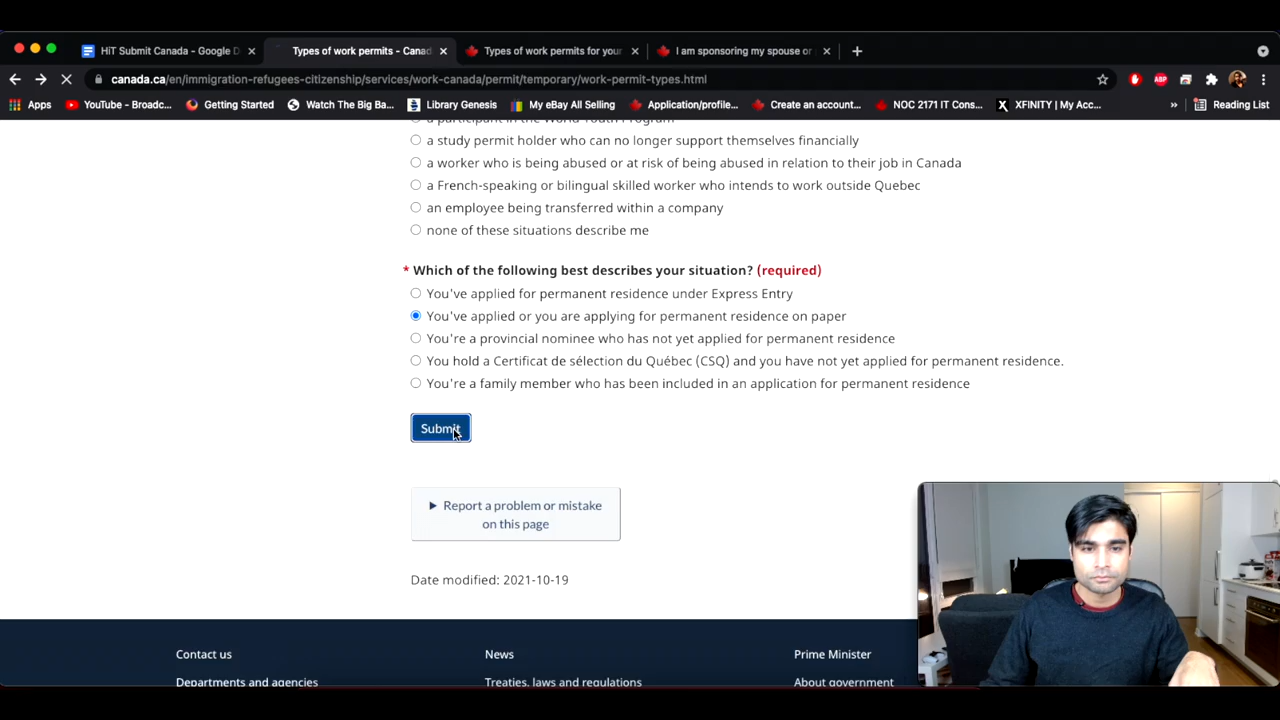 HiT Submit Canada - Google D
Types of work permits - Canad
Types of work permits for your
I am sponsoring my spouse or
canada.ca/en/immigration-refugees-citizenship/services/work-canada/permit/temporary/work-permit-types.html
ABP
Apps
YouTube - Broadc...
Getting Started
Watch The Big Ba...
Library Genesis
My eBay All Selling
Application/profile...
Create an account...
NOC 2171 IT Cons...
XFINITY | My Acc...
»
Reading List
a participant in the World Youth Program
a study permit holder who can no longer support themselves financially
a worker who is being abused or at risk of being abused in relation to their job in Canada
a French-speaking or bilingual skilled worker who intends to work outside Quebec
an employee being transferred within a company
none of these situations describe me
* Which of the following best describes your situation? (required)
You've applied for permanent residence under Express Entry
You've applied or you are applying for permanent residence on paper
You're a provincial nominee who has not yet applied for permanent residence
You hold a Certificat de sélection du Québec (CSQ) and you have not yet applied for permanent residence.
You're a family member who has been included in an application for permanent residence
Submit
Report a problem or mistake
on this page
Date modified: 2021-10-19
Contact us
News
Prime Minister
Departments and agencies
Treaties, laws and regulations
About government